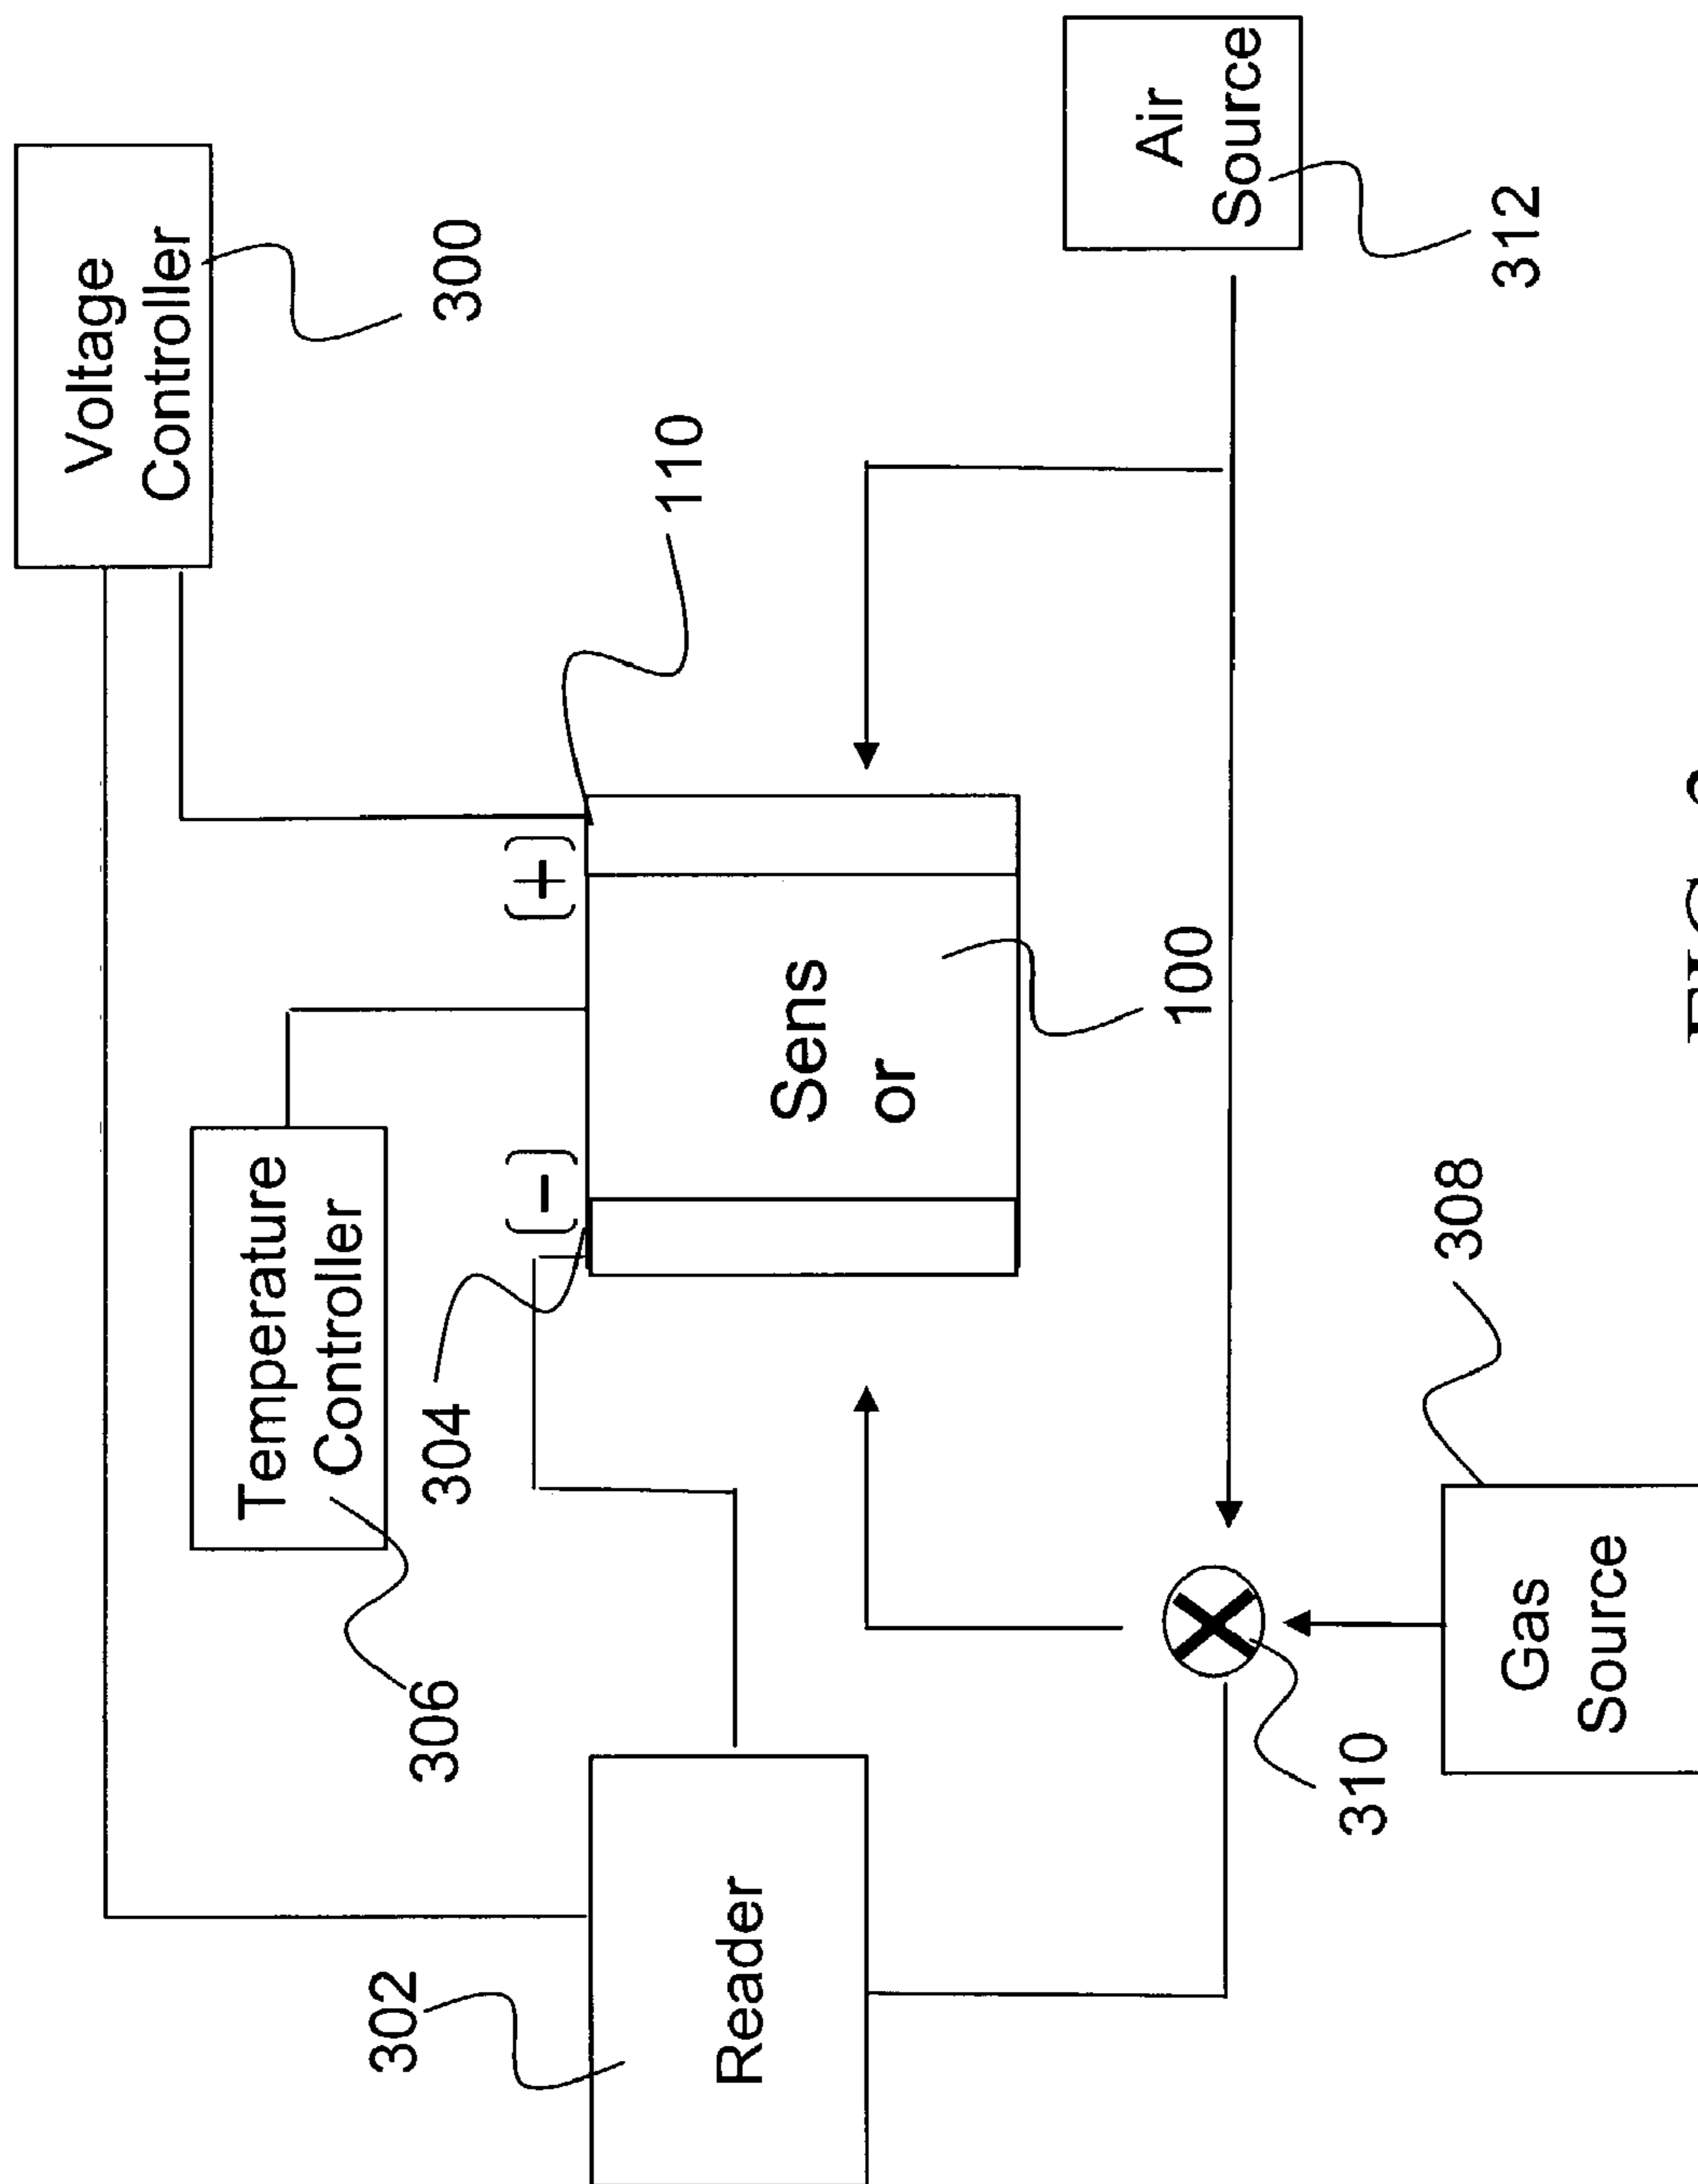 Voltage
Controller
300
Temperature
Controller
306
304
110
(-)
(+)
302
Reader
Sens
or
100
Air
Source
312
310
308
Gas
Source